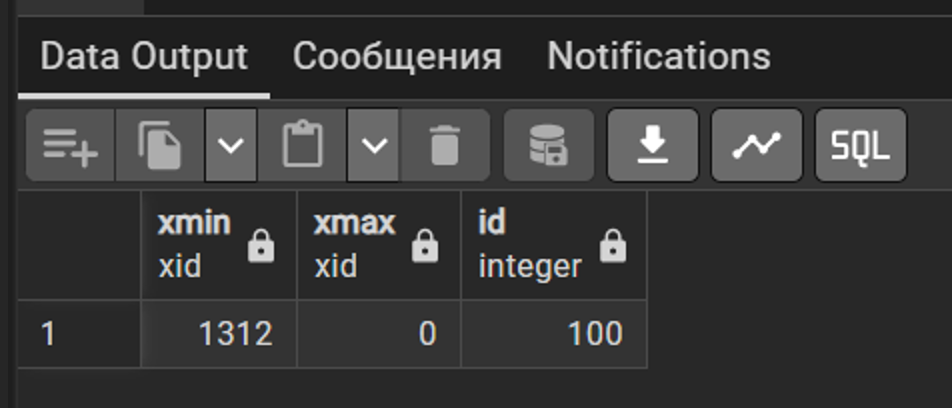 Data Output Сообщения Notifications
SQL
xmin xmax id
xid xid integer
1 1312 0 100